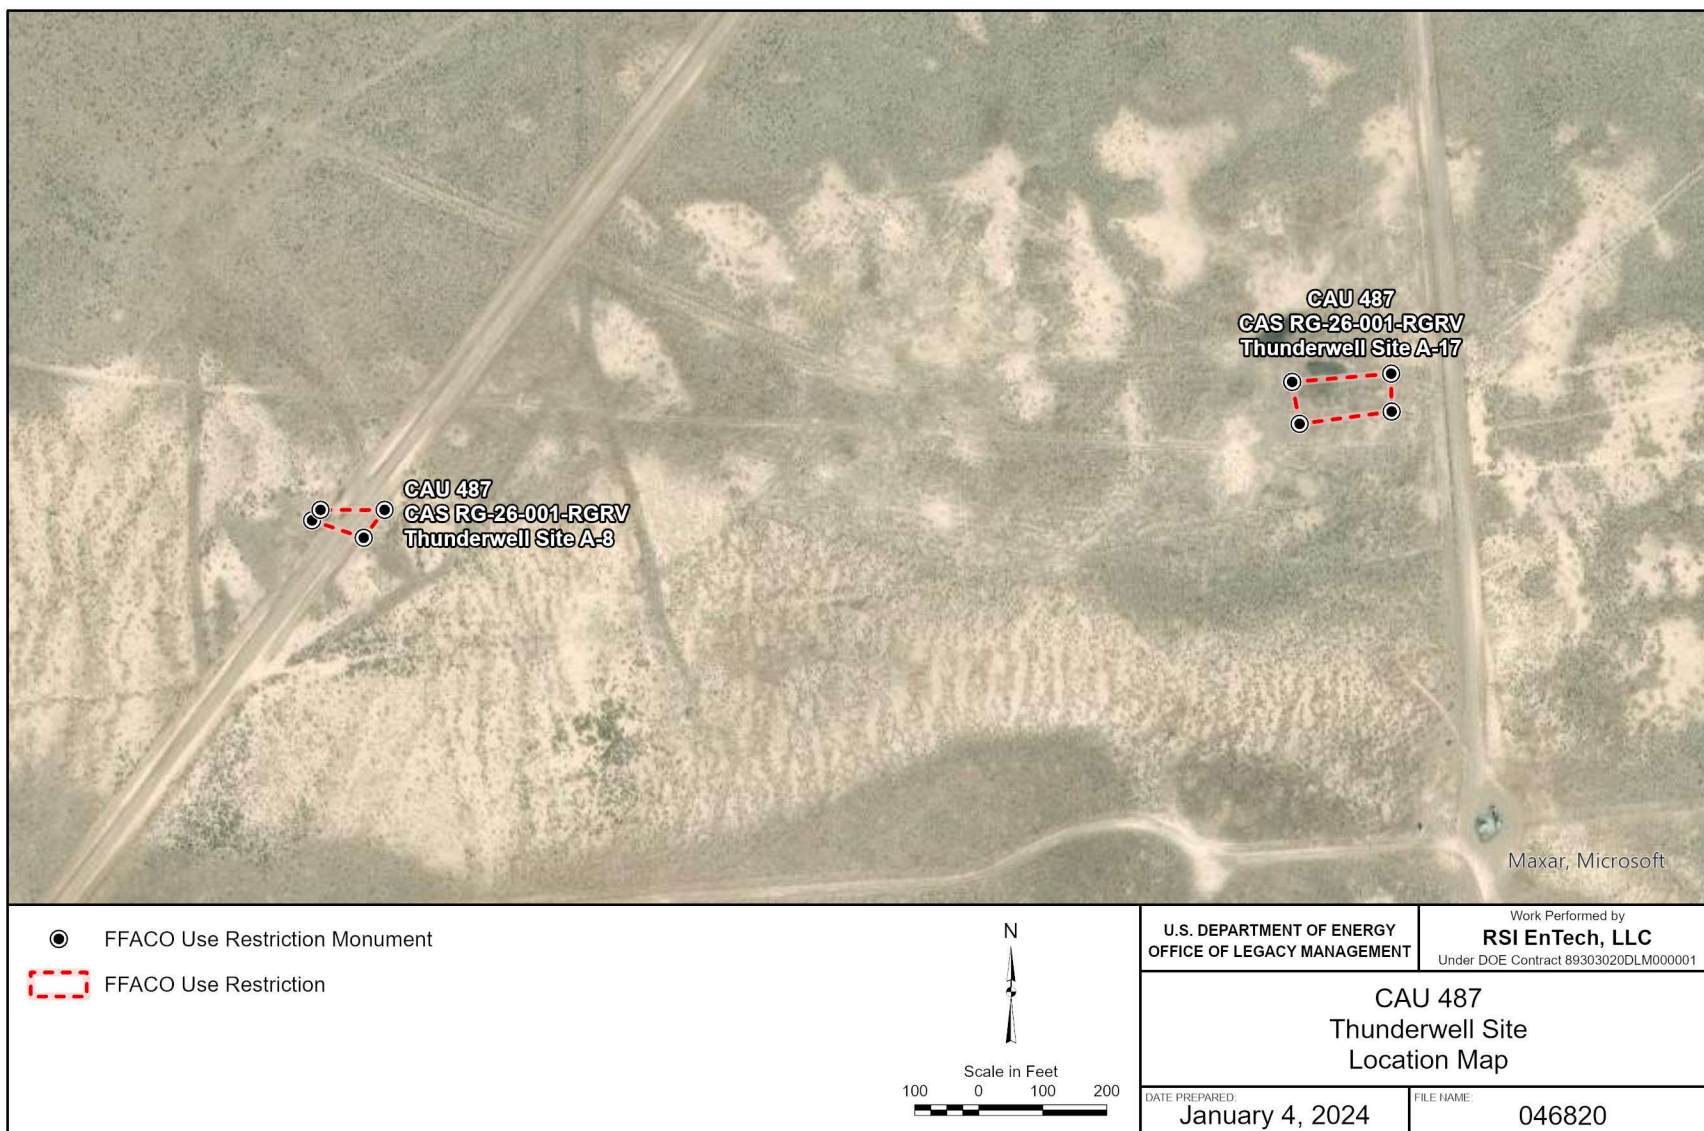 CAU 487
CAS RG-26-001-RGRV
Thunderwell Site A-17
CAU 487
CAS RG-26-001-RGRV
Thunderwell Site A-8
Maxar, Microsoft
FFACO Use Restriction Monument
FFACO Use Restriction
N
Scale in Feet
100 0 100 200
U.S. DEPARTMENT OF ENERGY
OFFICE OF LEGACY MANAGEMENT
Work Performed by
RSI EnTech, LLC
Under DOE Contract 89303020DLM000001
CAU 487
Thunderwell Site
Location Map
DATE PREPARED:
January 4, 2024
FILE NAME:
046820